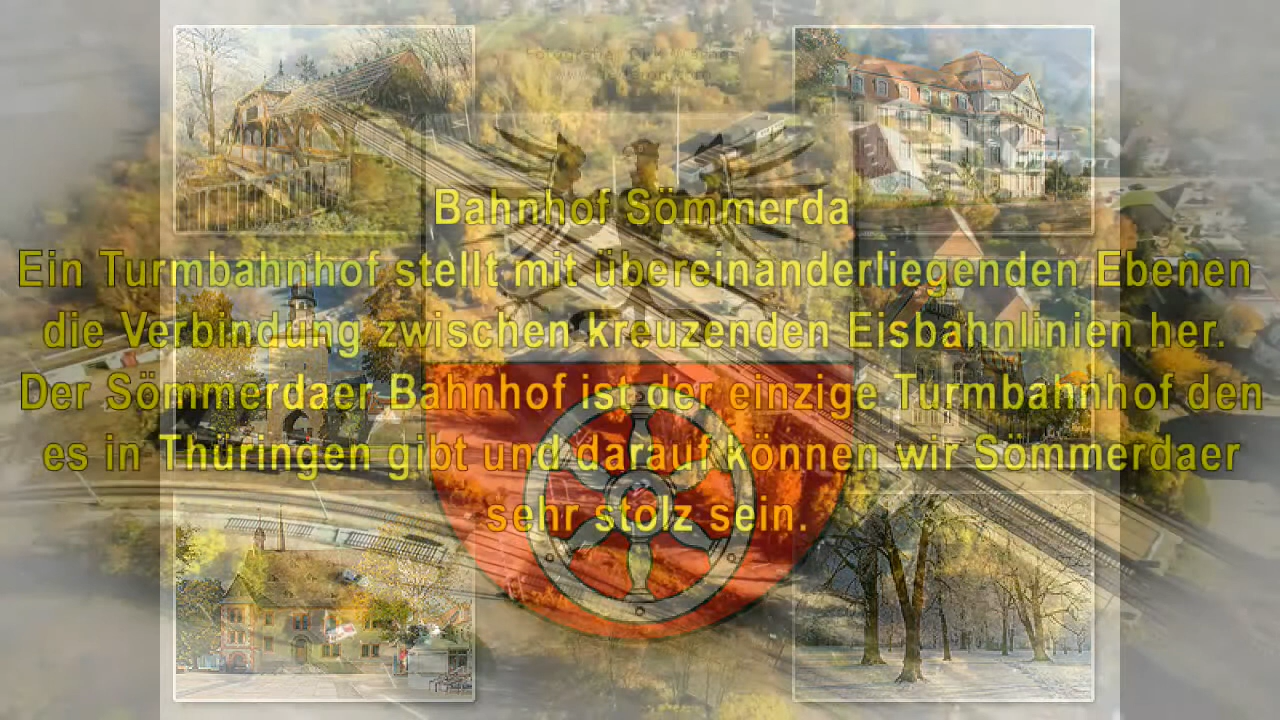 Bahnhof Sömmerda
Ein Turmbahnhof stellt mit übereinanderliegenden Ebenen
die Verbindung zwischen kreuzenden Eisbahnlinien her.
Der Sömmerdaer Bahnhof ist der einzige Turmbahnhof den
es in Thüringen gibt und darauf können wir Sömmerdaer
sehr stolz sein.